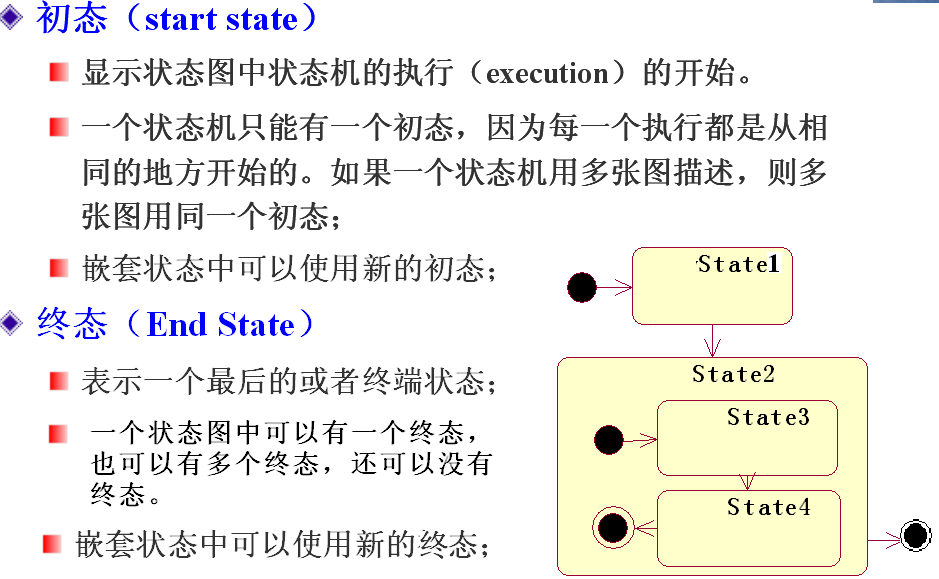 初态（start state）
显示状态图中状态机的执行（execution）的开始。
一个状态机只能有一个初态，因为每一个执行都是从相
同的地方开始的。如果一个状态机用多张图描述，则多
张图用同一个初态；
嵌套状态中可以使用新的初态；
终态（End State）
表示一个最后的或者终端状态；
一个状态图中可以有一个终态，
也可以有多个终态，还可以没有
终态。
嵌套状态中可以使用新的终态；
State1
State2
State3
State4